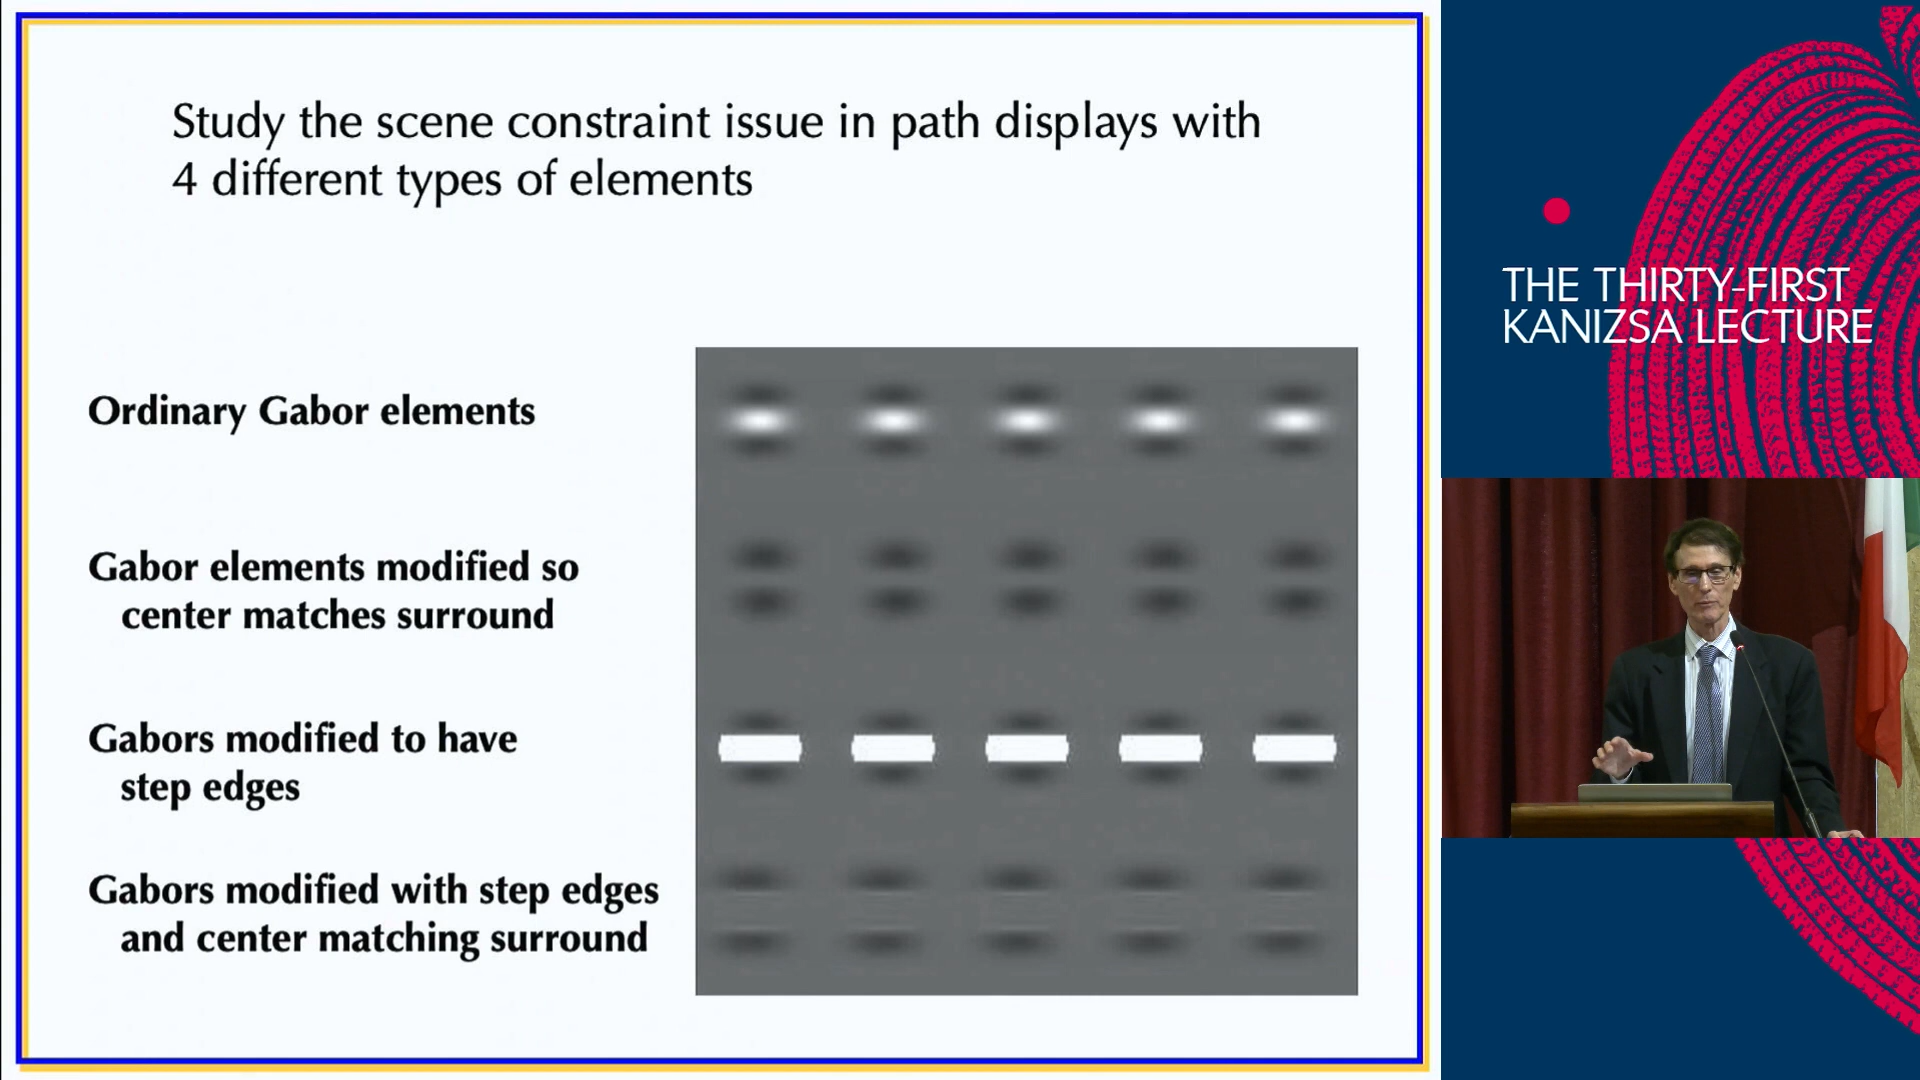 Study the scene constraint issue in path displays with
4 different types of elements
Ordinary Gabor elements
Gabor elements modified so
center matches surround
Gabors modified to have
step edges
Gabors modified with step edges
and center matching surround
THE THIRTY-FIRST
KANIZSA LECTURE